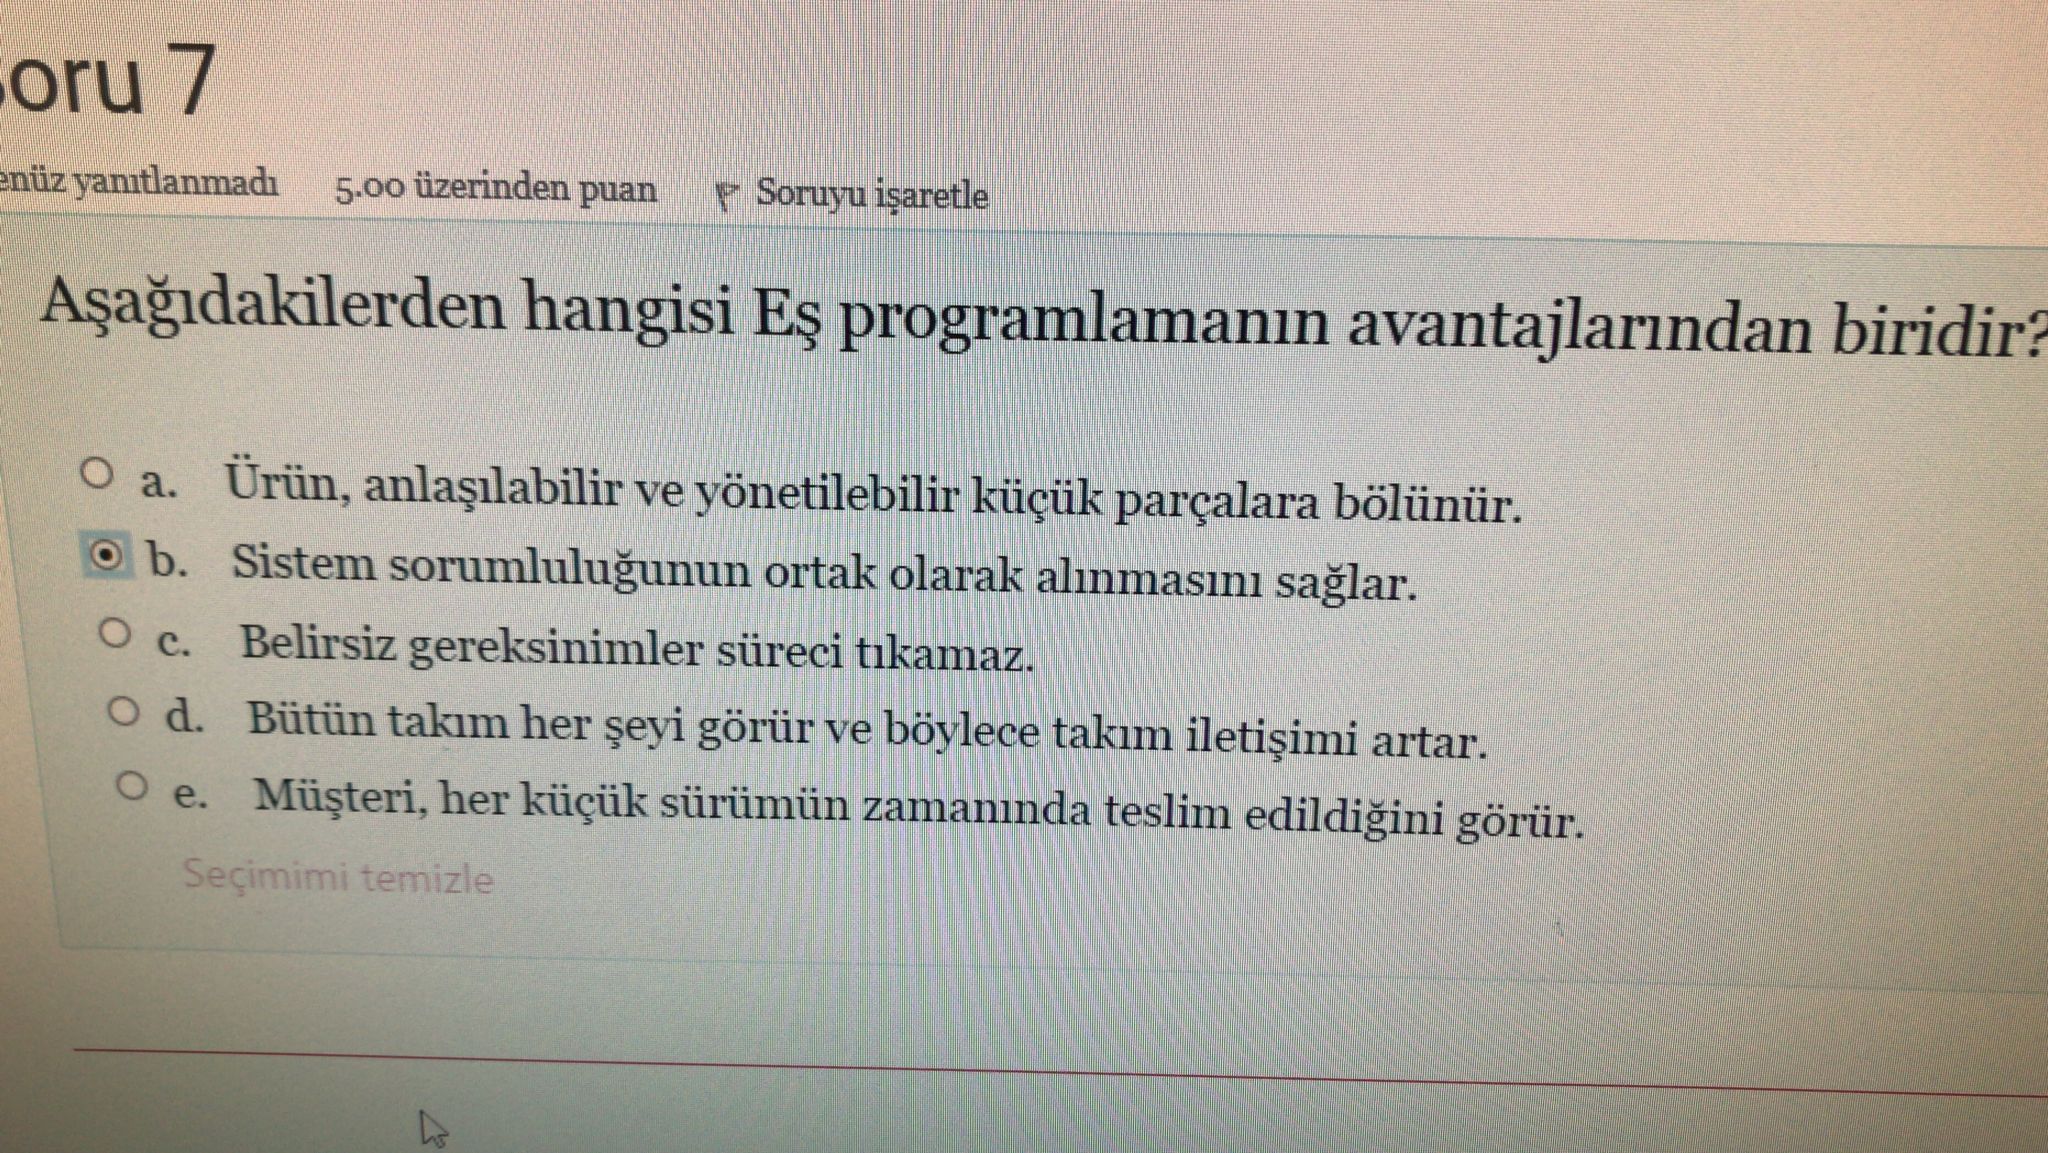 oru 7
enüz yanıtlanmadı 5.00 üzerinden puan Soruyu işaretle
Aşağıdakilerden hangisi Eş programlamanın avantajlarından biridir?
a. Ürün, anlaşılabilir ve yönetilebilir küçük parçalara bölünür.
b. Sistem sorumluluğunun ortak olarak alınmasını sağlar.
c. Belirsiz gereksinimler süreci tıkamaz.
d. Bütün takım her şeyi görür ve böylece takım iletişimi artar.
e. Müşteri, her küçük sürümün zamanında teslim edildiğini görür.
Seçimimi temizle